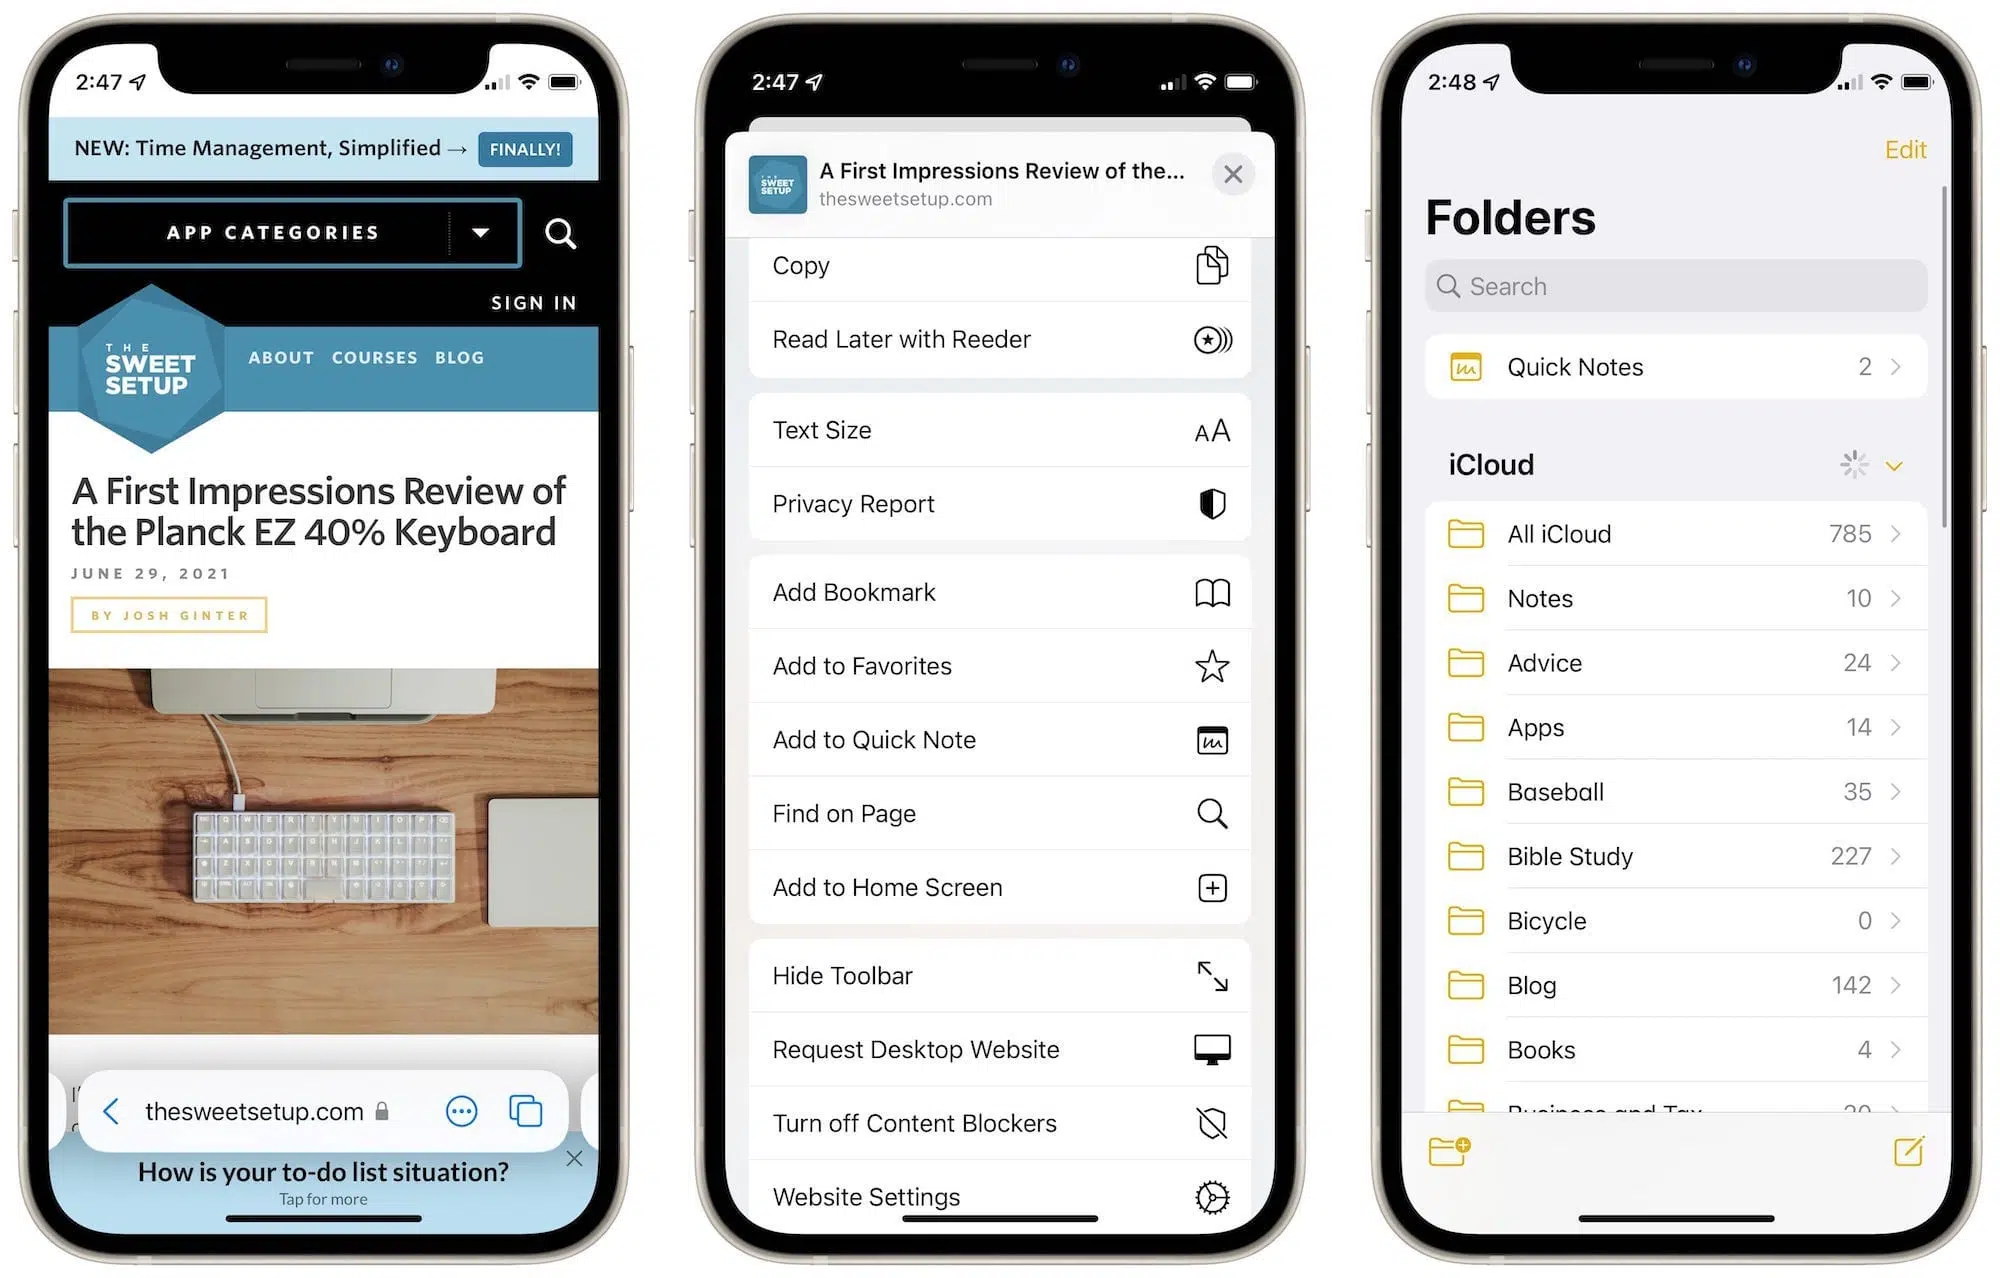 2:47
NEW: Time Management, Simplified → FINALLY!
APP CATEGORIES
SIGN IN
THE
SWEET
SETUP
ABOUT COURSES BLOG
A First Impressions Review of
the Planck EZ 40% Keyboard
JUNE 29, 2021
BY JOSH GINTER
thesweetsetup.com
How is your to-do list situation?
Tap for more
2:47
THE
SWEET
SETUP
A First Impressions Review of the...
thesweetsetup.com
Copy
Read Later with Reeder
Text Size AA
Privacy Report
Add Bookmark
Add to Favorites
Add to Quick Note
Find on Page
Add to Home Screen
Hide Toolbar
Request Desktop Website
Turn off Content Blockers
Website Settings
2:48
Edit
Folders
Search
Quick Notes 2
iCloud
All iCloud 785
Notes 10
Advice 24
Apps 14
Baseball 35
Bible Study 227
Bicycle 0
Blog 142
Books 4
Business and Tax